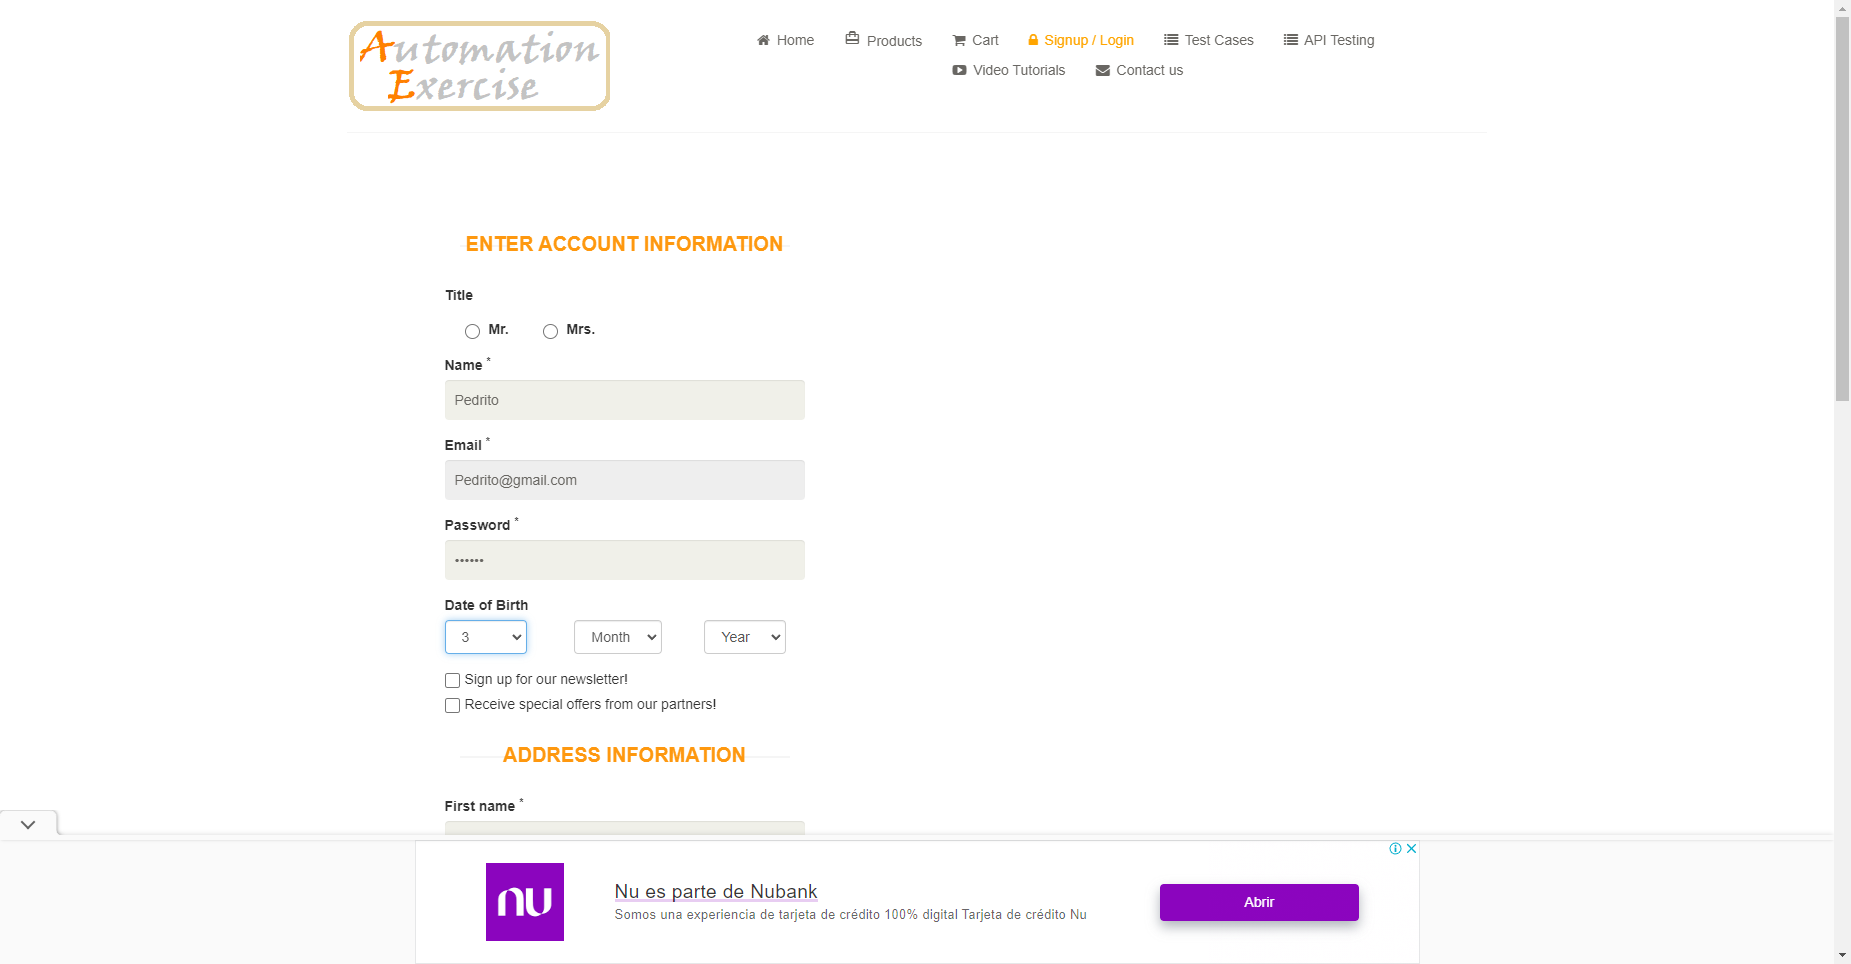 Automation
Exercise
Home
Products
Cart
Signup / Login
Test Cases
API Testing
Video Tutorials
Contact us
ENTER ACCOUNT INFORMATION
Title
Mr.
Mrs.
Name *
Pedrito
Email *
Pedrito@gmail.com
Password *
••••••
Date of Birth
3
Month
Year
Sign up for our newsletter!
Receive special offers from our partners!
ADDRESS INFORMATION
First name *
nu
Nu es parte de Nubank
Somos una experiencia de tarjeta de crédito 100% digital Tarjeta de crédito Nu
Abrir